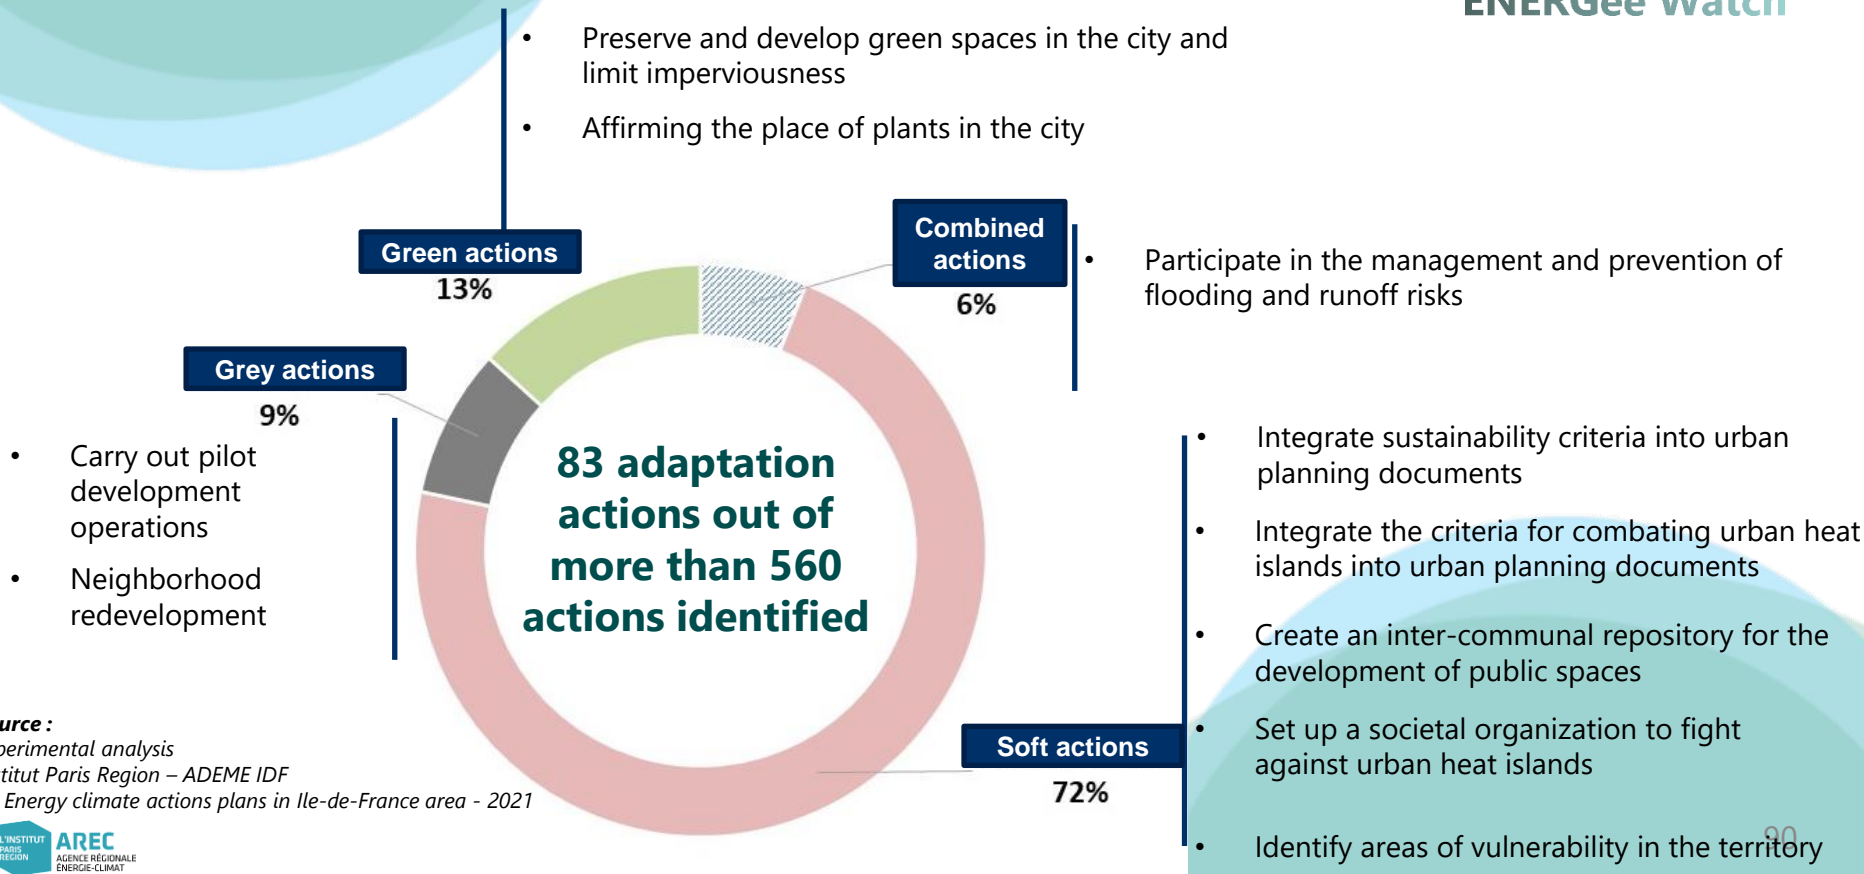 ENERGee Watch
• Preserve and develop green spaces in the city and
limit imperviousness
• Affirming the place of plants in the city
Green actions
13%
Combined
actions
6%
• Participate in the management and prevention of
flooding and runoff risks
Grey actions
9%
• Carry out pilot
development
operations
• Neighborhood
redevelopment
83 adaptation
actions out of
more than 560
actions identified
• Integrate sustainability criteria into urban
planning documents
• Integrate the criteria for combating urban heat
islands into urban planning documents
• Create an inter-communal repository for the
development of public spaces
• Set up a societal organization to fight
against urban heat islands
• Identify areas of vulnerability in the territory
Soft actions
72%
urce :
perimental analysis
titut Paris Region – ADEME IDF
Energy climate actions plans in Ile-de-France area - 2021
L'INSTITUT
PARIS
REGION
AREC
AGENCE RÉGIONALE
ÉNERGIE-CLIMAT
90